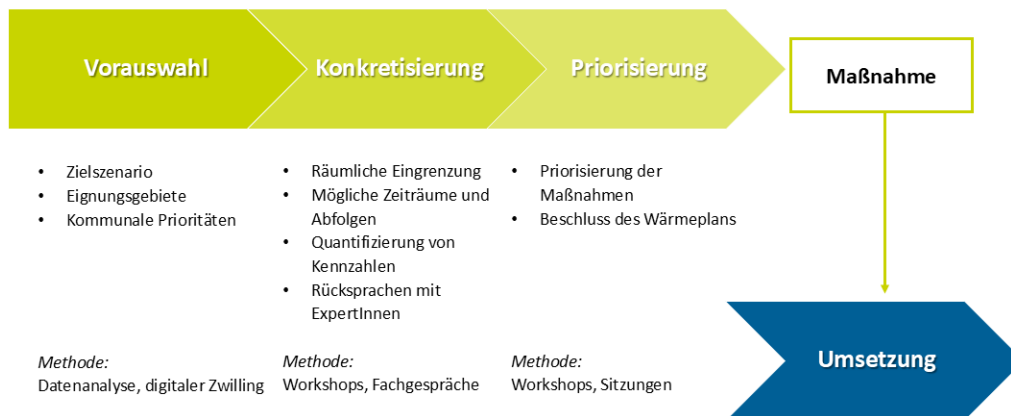 Vorauswahl
Konkretisierung
Priorisierung
Maßnahme
• Zielszenario
• Eignungsgebiete
• Kommunale Prioritäten
Methode:
Datenanalyse, digitaler Zwilling
• Räumliche Eingrenzung
• Mögliche Zeiträume und
Abfolgen
• Quantifizierung von
Kennzahlen
• Rücksprachen mit
ExpertInnen
Methode:
Workshops, Fachgespräche
• Priorisierung der
Maßnahmen
• Beschluss des Wärmeplans
Methode:
Workshops, Sitzungen
Umsetzung